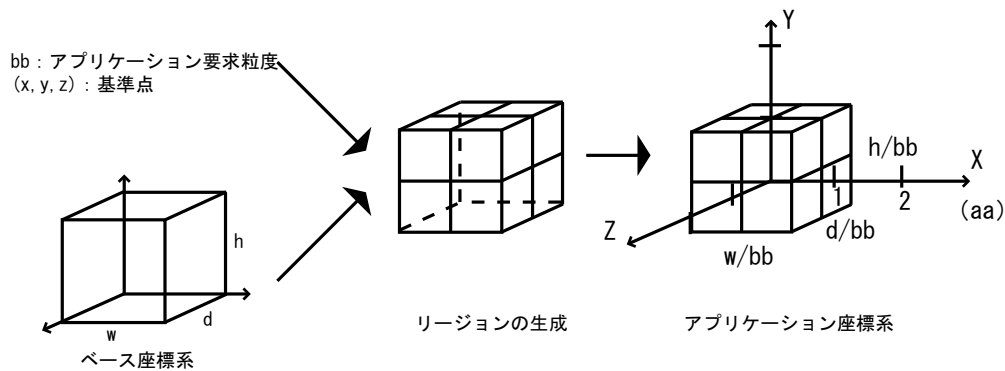 bb：アプリケーション要求粒度
(x, y, z)：基準点
h
w
d
ベース座標系
リージョンの生成
Y
h/bb
X
1
2
(aa)
Z
d/bb
w/bb
アプリケーション座標系